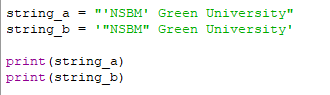 string_a = "'NSBM' Green University"
string_b = '"NSBM" Green University'
print(string_a)
print(string_b)